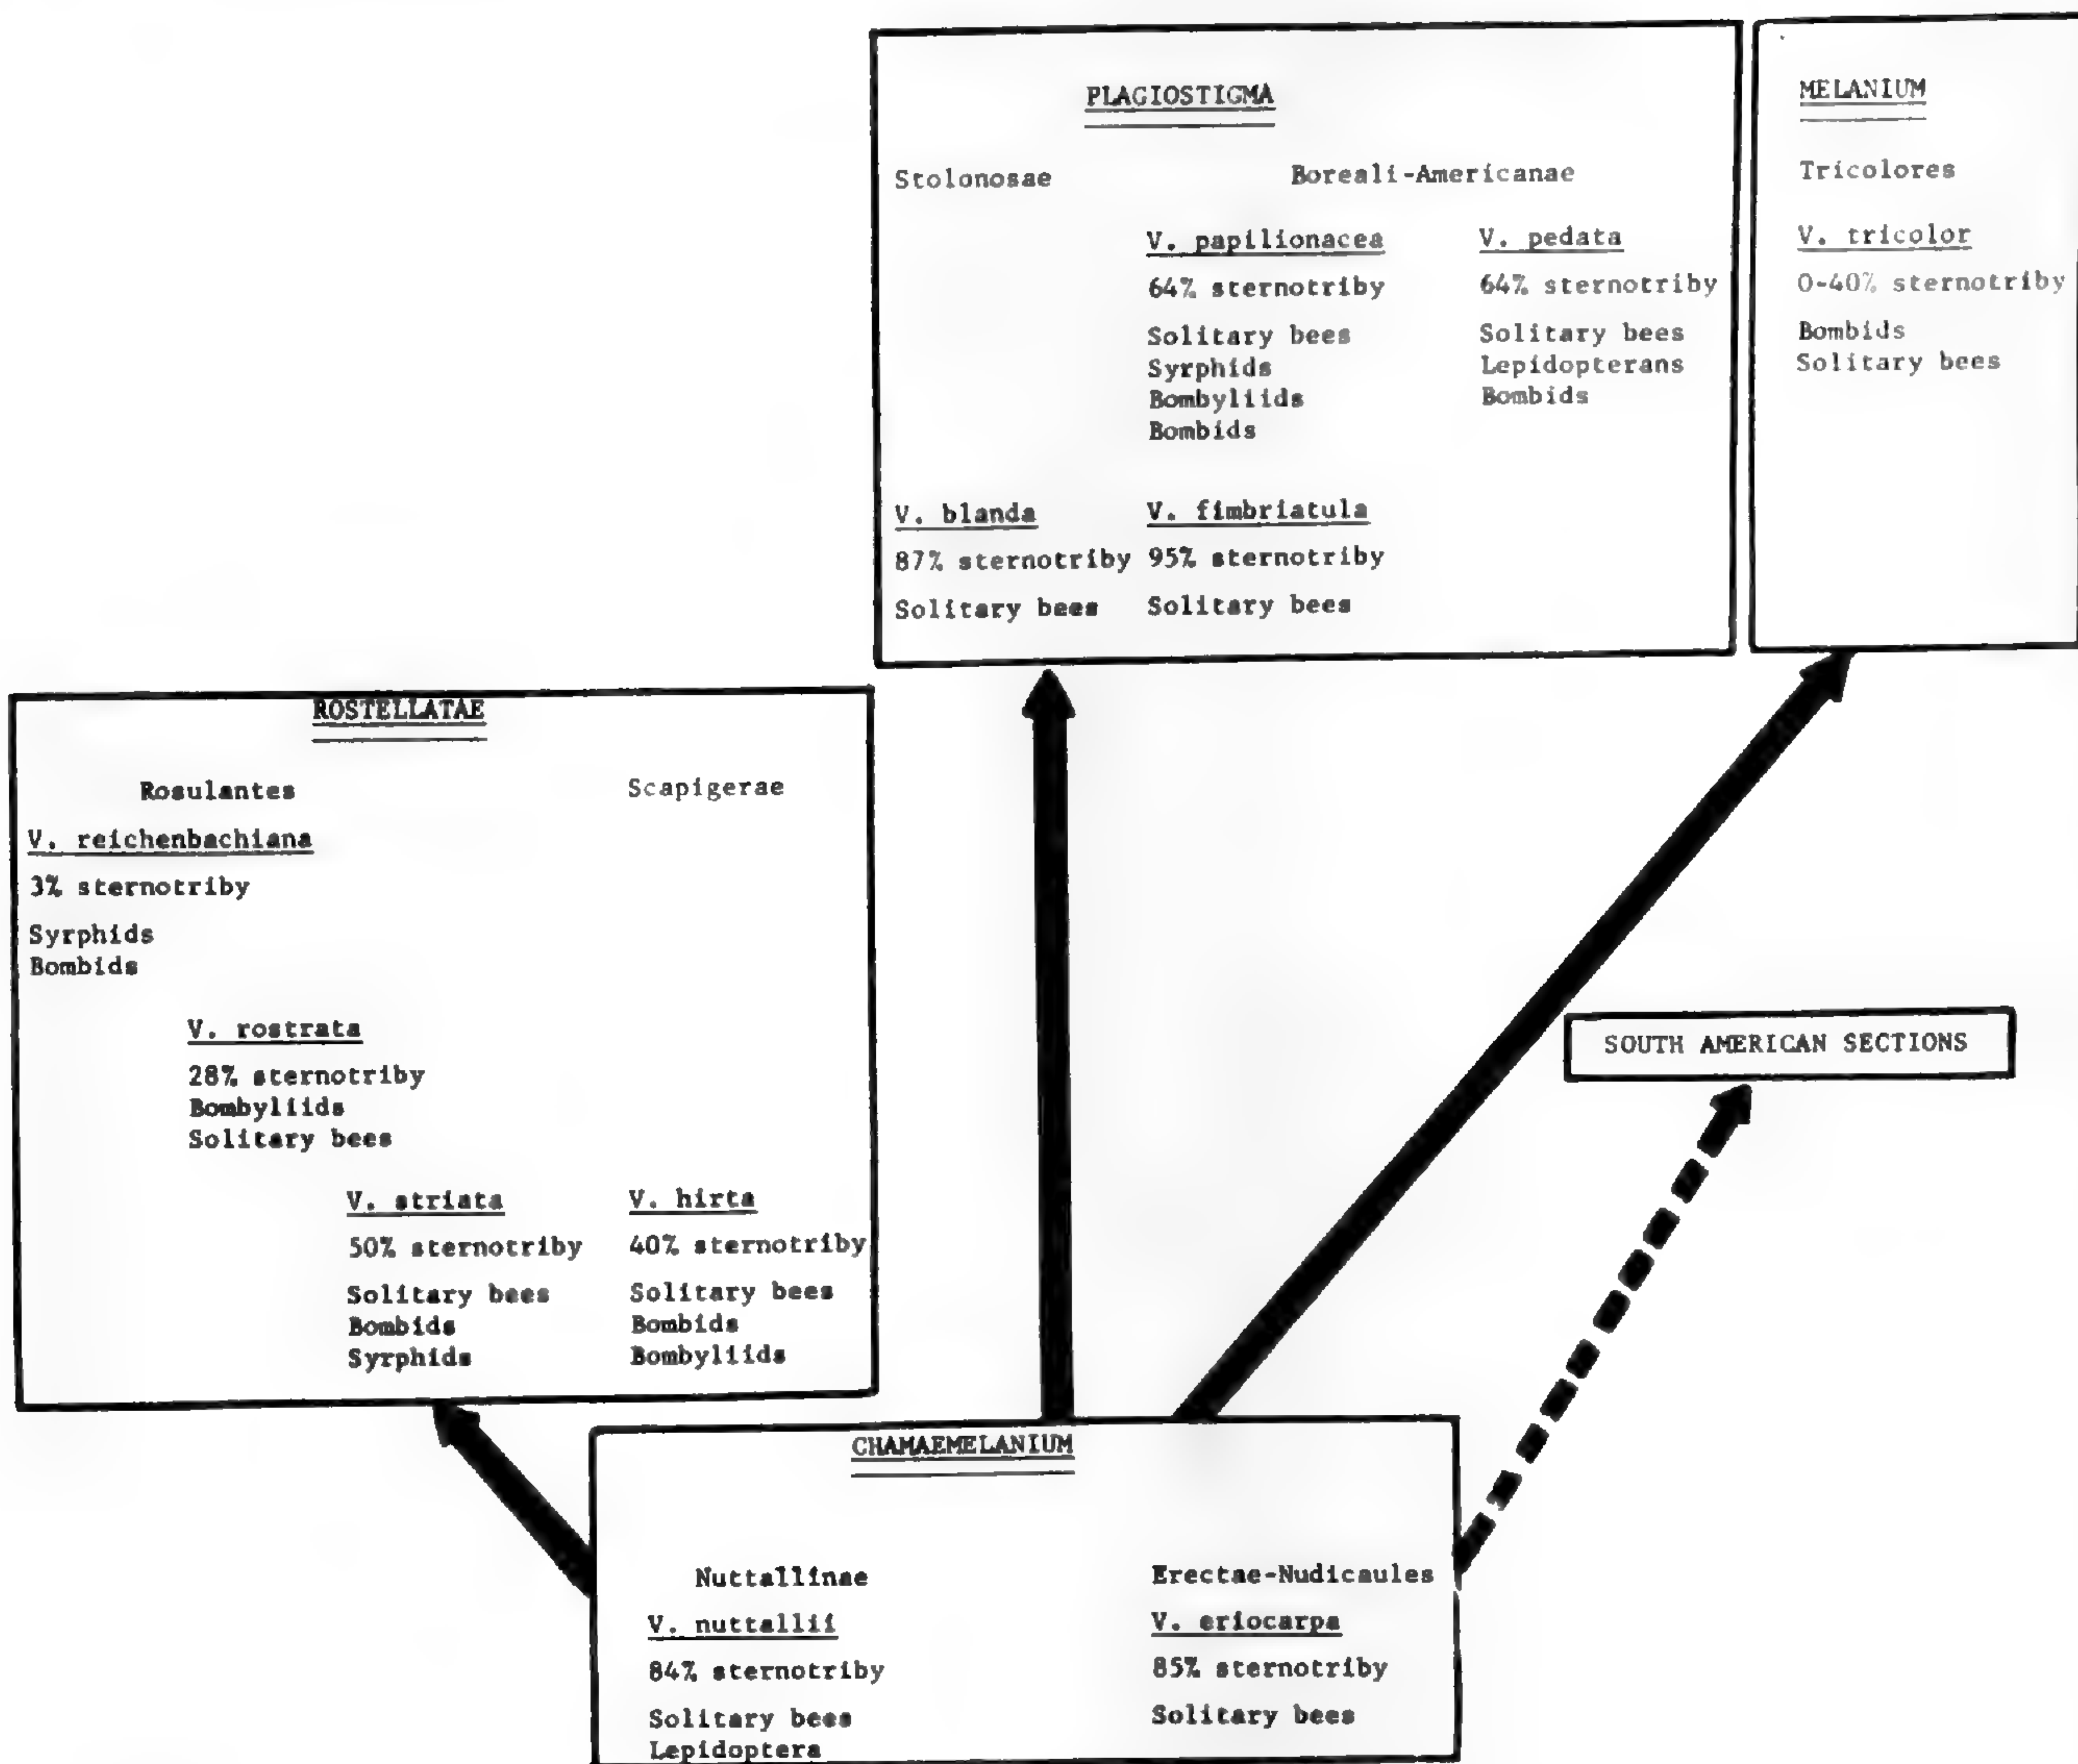 PLAGIOSTIGMA
Stolonosae
Boreali-Americanae
V. papilionacea
64% sternotriby
Solitary bees
Syrphids
Bombyliids
Bombids
V. pedata
64% sternotriby
Solitary bees
Lepidopterans
Bombids
V. blanda
87% sternotriby
Solitary bees
V. fimbriatula
95% sternotriby
Solitary bees
MELANIUM
Tricolores
V. tricolor
0-40% sternotriby
Bombids
Solitary bees
ROSTELLATAE
Rosulantes
Scapigerae
V. reichenbachiana
3% sternotriby
Syrphids
Bombids
V. rostrata
28% sternotriby
Bombyliids
Solitary bees
V. striata
50% sternotriby
Solitary bees
Bombids
Syrphids
V. hirta
40% sternotriby
Solitary bees
Bombids
Bombyliids
SOUTH AMERICAN SECTIONS
CHAMAEMELANIUM
Nuttallinae
V. nuttallii
84% sternotriby
Solitary bees
Lepidoptera
Erectae-Nudicaules
V. eriocarpa
85% sternotriby
Solitary bees